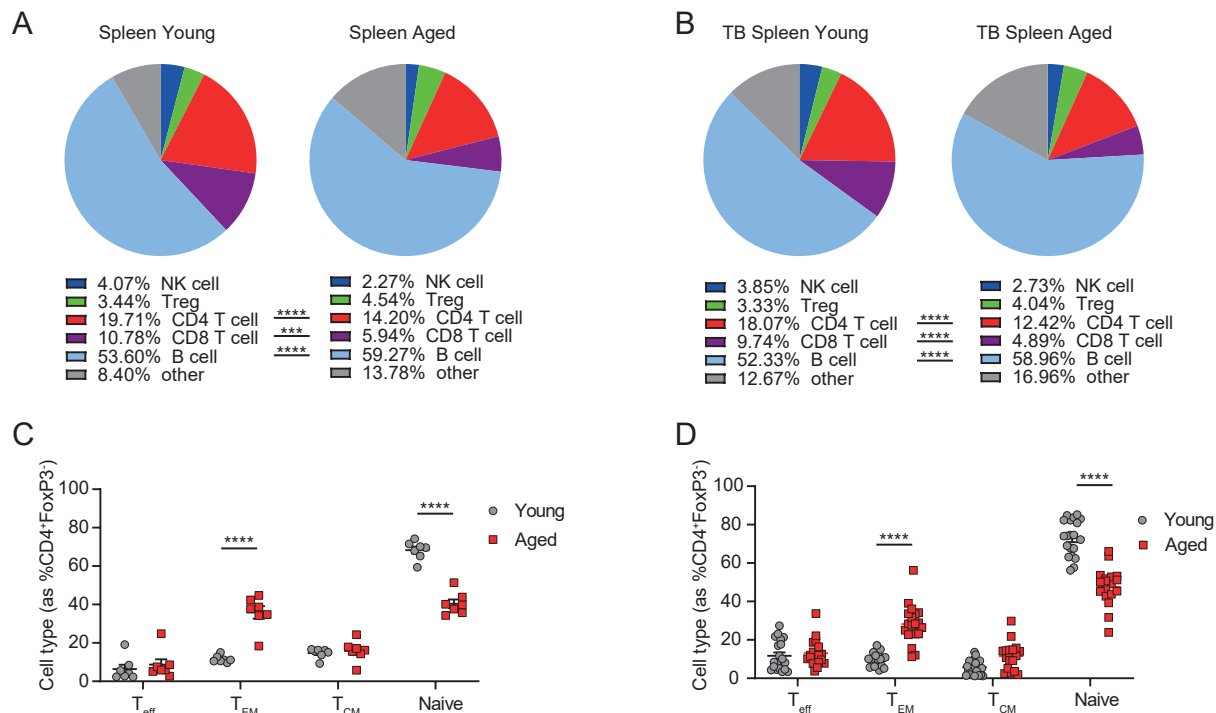 A
Spleen Young
Spleen Aged
4.07% NK cell
3.44% Treg
19.71% CD4 T cell
10.78% CD8 T cell
53.60% B cell
8.40% other
****
***
****
2.27% NK cell
4.54% Treg
14.20% CD4 T cell
5.94% CD8 T cell
59.27% B cell
13.78% other
B
TB Spleen Young
TB Spleen Aged
3.85% NK cell
3.33% Treg
18.07% CD4 T cell
9.74% CD8 T cell
52.33% B cell
12.67% other
****
****
****
2.73% NK cell
4.04% Treg
12.42% CD4 T cell
4.89% CD8 T cell
58.96% B cell
16.96% other
C
Cell type (as %CD4⁺FoxP3⁻)
100
80
60
40
20
0
****
****
Young
Aged
T_eff
T_EM
T_CM
Naive
D
Cell type (as %CD4⁺FoxP3⁻)
100
80
60
40
20
0
****
****
Young
Aged
T_eff
T_EM
T_CM
Naive